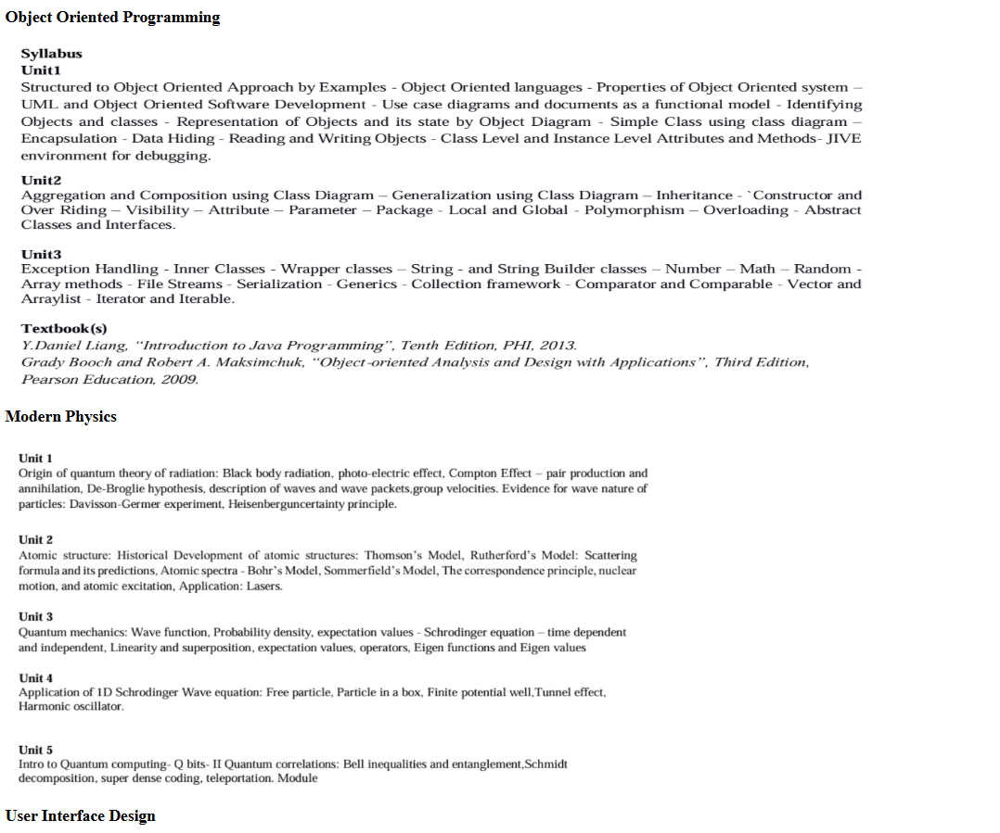 Object Oriented Programming
Syllabus
Unit1
Structured to Object Oriented Approach by Examples - Object Oriented languages - Properties of Object Oriented system –
UML and Object Oriented Software Development - Use case diagrams and documents as a functional model - Identifying
Objects and classes - Representation of Objects and its state by Object Diagram - Simple Class using class diagram –
Encapsulation - Data Hiding - Reading and Writing Objects - Class Level and Instance Level Attributes and Methods- JIVE
environment for debugging.
Unit2
Aggregation and Composition using Class Diagram – Generalization using Class Diagram – Inheritance - `Constructor and
Over Riding – Visibility – Attribute – Parameter – Package - Local and Global - Polymorphism – Overloading - Abstract
Classes and Interfaces.
Unit3
Exception Handling - Inner Classes - Wrapper classes – String - and String Builder classes – Number – Math – Random -
Array methods - File Streams - Serialization - Generics - Collection framework - Comparator and Comparable - Vector and
Arraylist - Iterator and Iterable.
Textbook(s)
Y.Daniel Liang, “Introduction to Java Programming”, Tenth Edition, PHI, 2013.
Grady Booch and Robert A. Maksimchuk, “Object-oriented Analysis and Design with Applications”, Third Edition,
Pearson Education, 2009.
Modern Physics
Unit 1
Origin of quantum theory of radiation: Black body radiation, photo-electric effect, Compton Effect – pair production and
annihilation, De-Broglie hypothesis, description of waves and wave packets,group velocities. Evidence for wave nature of
particles: Davisson-Germer experiment, Heisenberguncertainty principle.
Unit 2
Atomic structure: Historical Development of atomic structures: Thomson’s Model, Rutherford’s Model: Scattering
formula and its predictions, Atomic spectra - Bohr’s Model, Sommerfield’s Model, The correspondence principle, nuclear
motion, and atomic excitation, Application: Lasers.
Unit 3
Quantum mechanics: Wave function, Probability density, expectation values - Schrodinger equation – time dependent
and independent, Linearity and superposition, expectation values, operators, Eigen functions and Eigen values
Unit 4
Application of 1D Schrodinger Wave equation: Free particle, Particle in a box, Finite potential well,Tunnel effect,
Harmonic oscillator.
Unit 5
Intro to Quantum computing- Q bits- II Quantum correlations: Bell inequalities and entanglement,Schmidt
decomposition, super dense coding, teleportation. Module
User Interface Design